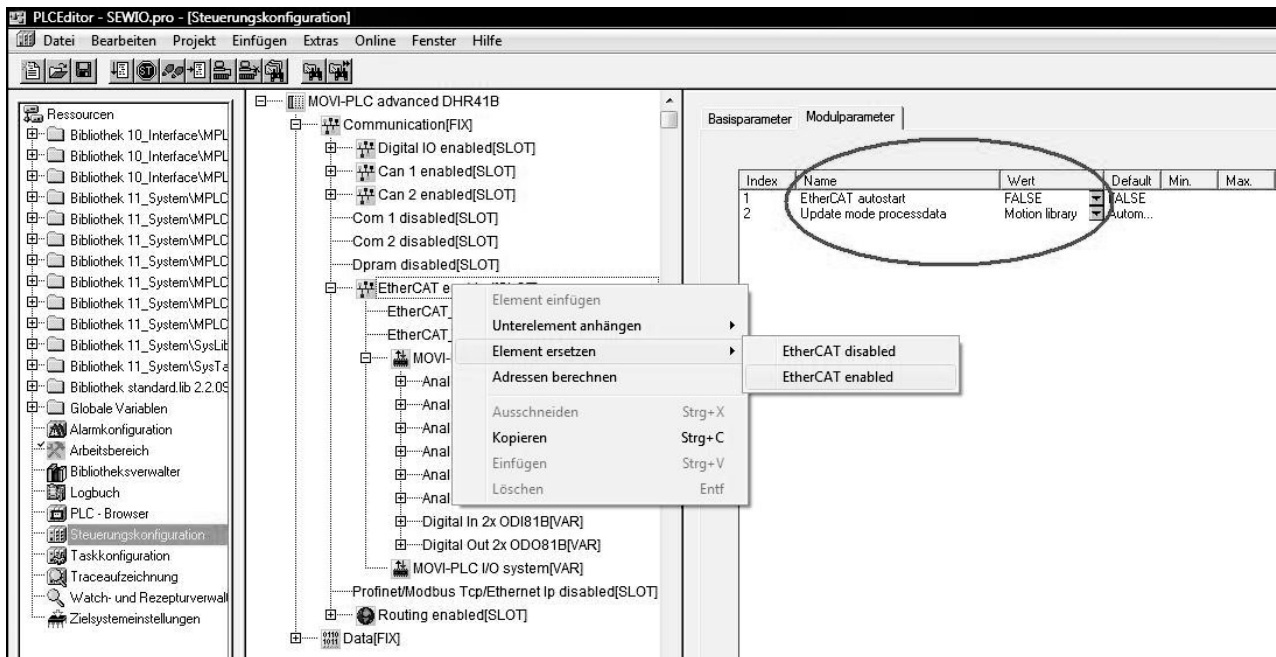 PLCEditor - SEWIO.pro - [Steuerungskonfiguration]
Datei Bearbeiten Projekt Einfügen Extras Online Fenster Hilfe
Ressourcen
Bibliothek 10_Interface\MPL
Bibliothek 10_Interface\MPL
Bibliothek 10_Interface\MPL
Bibliothek 11_System\MPLC
Bibliothek 11_System\MPLC
Bibliothek 11_System\MPLC
Bibliothek 11_System\MPLC
Bibliothek 11_System\MPLC
Bibliothek 11_System\MPLC
Bibliothek 11_System\MPLC
Bibliothek 11_System\SysLib
Bibliothek 11_System\SysTa
Bibliothek standard.lib 2.2.09
Globale Variablen
Alarmkonfiguration
Arbeitsbereich
Bibliotheksverwalter
Logbuch
PLC - Browser
Steuerungskonfiguration
Taskkonfiguration
Traceaufzeichnung
Watch- und Rezepturverwal
Zielsystemeinstellungen
MOVI-PLC advanced DHR41B
Communication[FIX]
Digital IO enabled[SLOT]
Can 1 enabled[SLOT]
Can 2 enabled[SLOT]
Com 1 disabled[SLOT]
Com 2 disabled[SLOT]
Dpram disabled[SLOT]
EtherCAT e
EtherCAT_
EtherCAT_
MOVI-
Anal
Anal
Anal
Anal
Anal
Anal
Digital In 2x ODI81B[VAR]
Digital Out 2x ODO81B[VAR]
MOVI-PLC I/O system[VAR]
Profinet/Modbus Tcp/Ethernet Ip disabled[SLOT]
Routing enabled[SLOT]
Data[FIX]
Element einfügen
Unterelement anhängen
Element ersetzen
Adressen berechnen
Ausschneiden Strg+X
Kopieren Strg+C
Einfügen Strg+V
Löschen Entf
EtherCAT disabled
EtherCAT enabled
Basisparameter Modulparameter
Index Name Wert Default Min. Max.
1 EtherCAT autostart FALSE FALSE
2 Update mode processdata Motion library Autom...